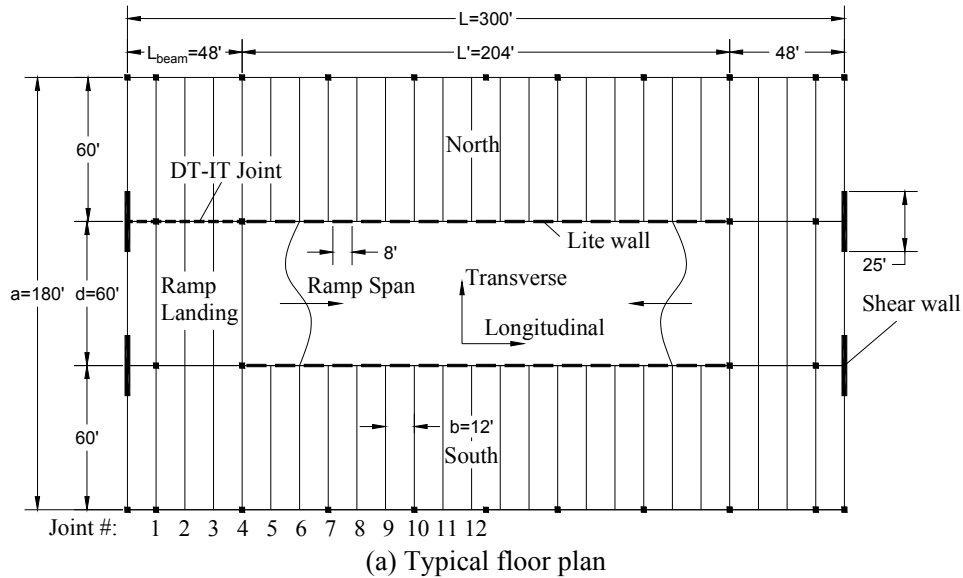 L=300'
L_beam=48'
L'=204'
48'
60'
North
DT-IT Joint
Lite wall
8'
25'
a=180'
d=60'
Ramp
Landing
Ramp Span
Transverse
Longitudinal
Shear wall
60'
b=12'
South
Joint #: 1 2 3 4 5 6 7 8 9 10 11 12
(a) Typical floor plan